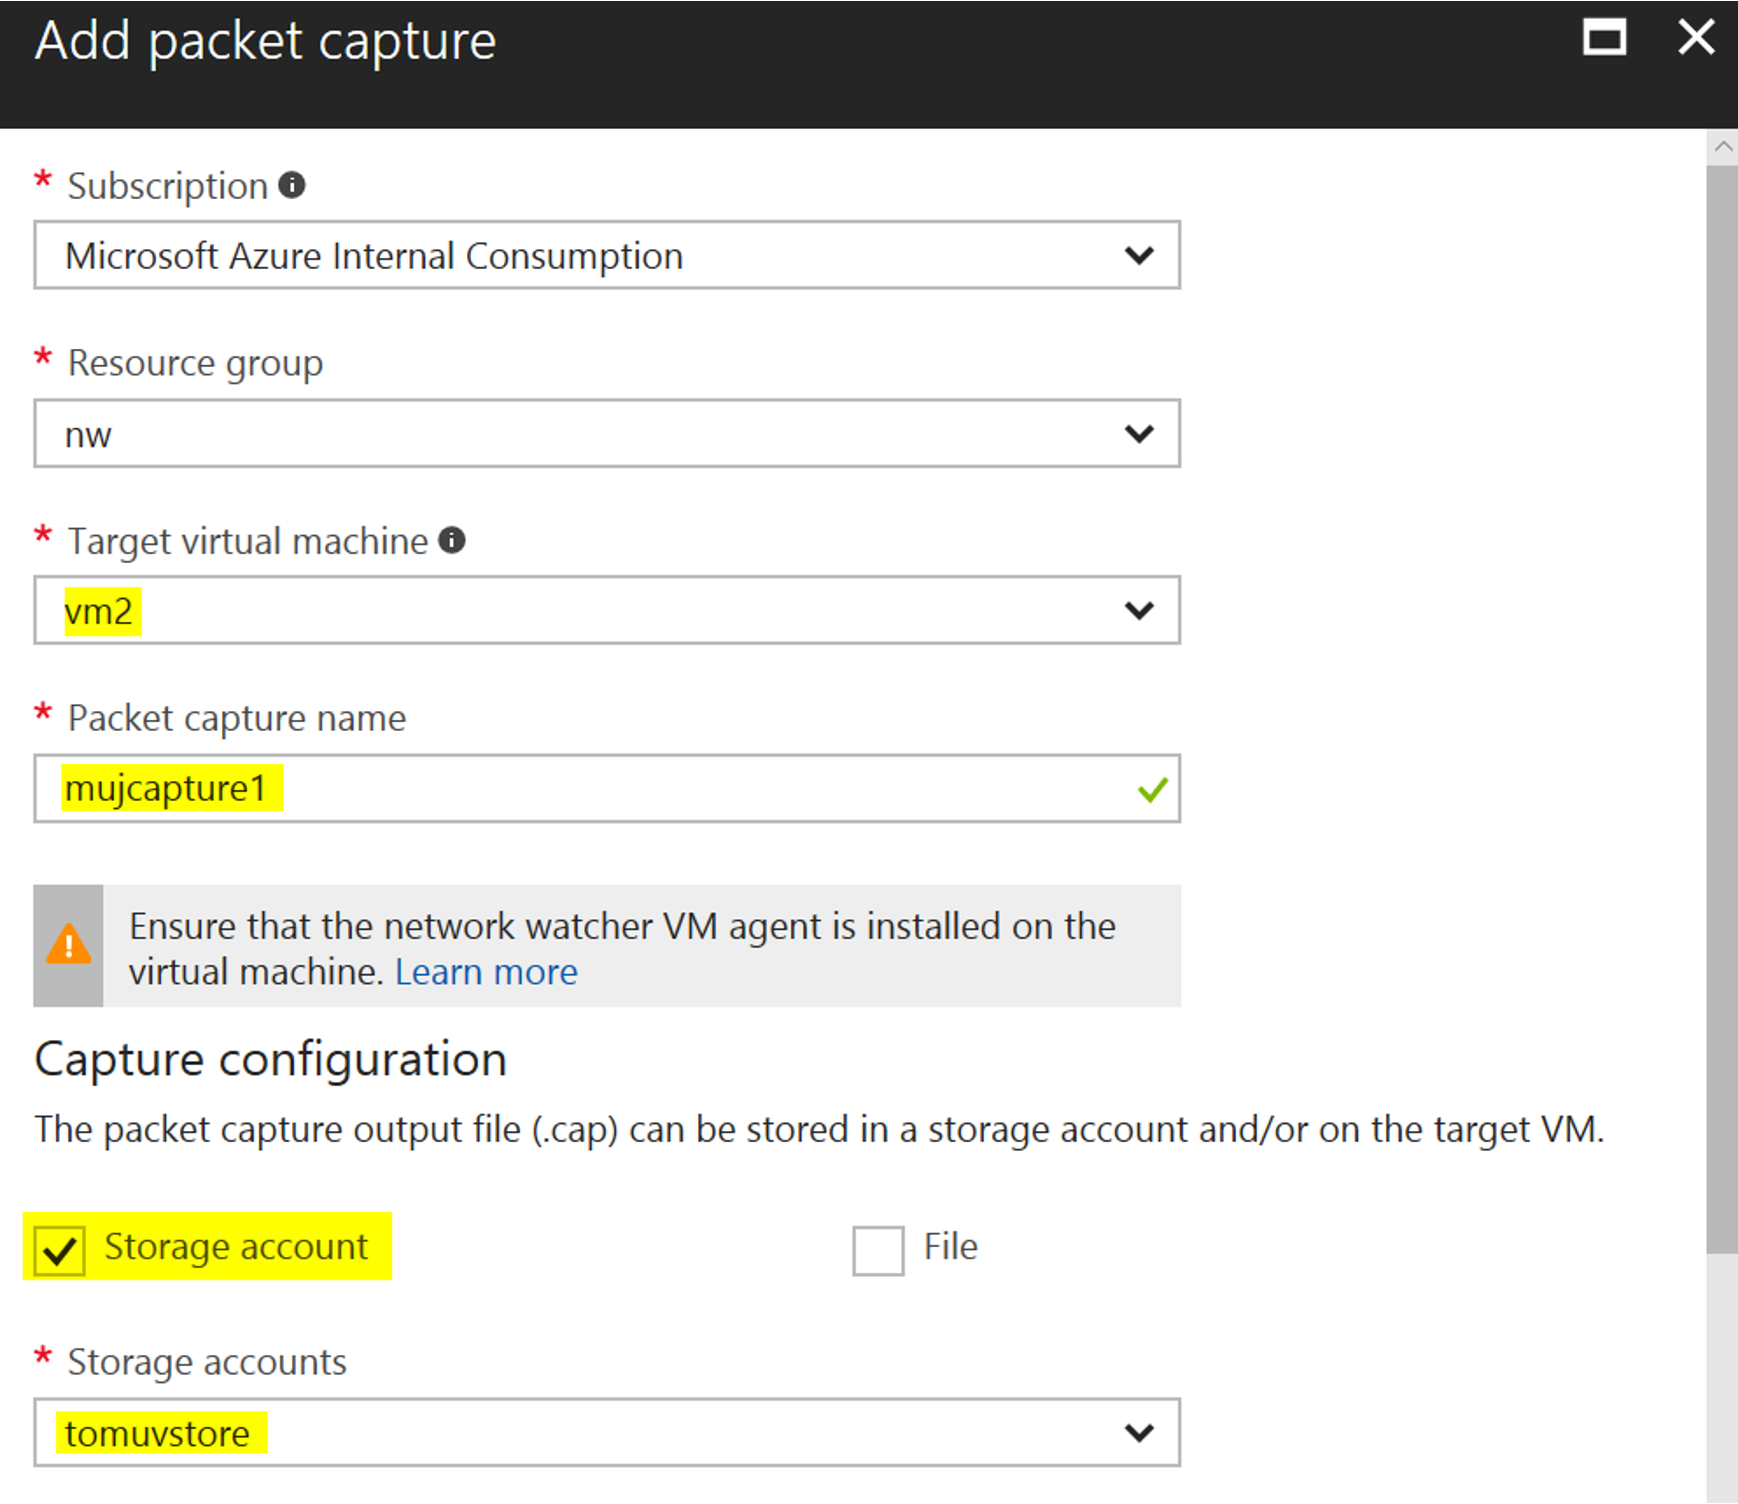 Add packet capture
* Subscription
Microsoft Azure Internal Consumption
* Resource group
nw
* Target virtual machine
vm2
* Packet capture name
mujcapture1
Ensure that the network watcher VM agent is installed on the
virtual machine. Learn more
Capture configuration
The packet capture output file (.cap) can be stored in a storage account and/or on the target VM.
Storage account File
* Storage accounts
tomuvstore